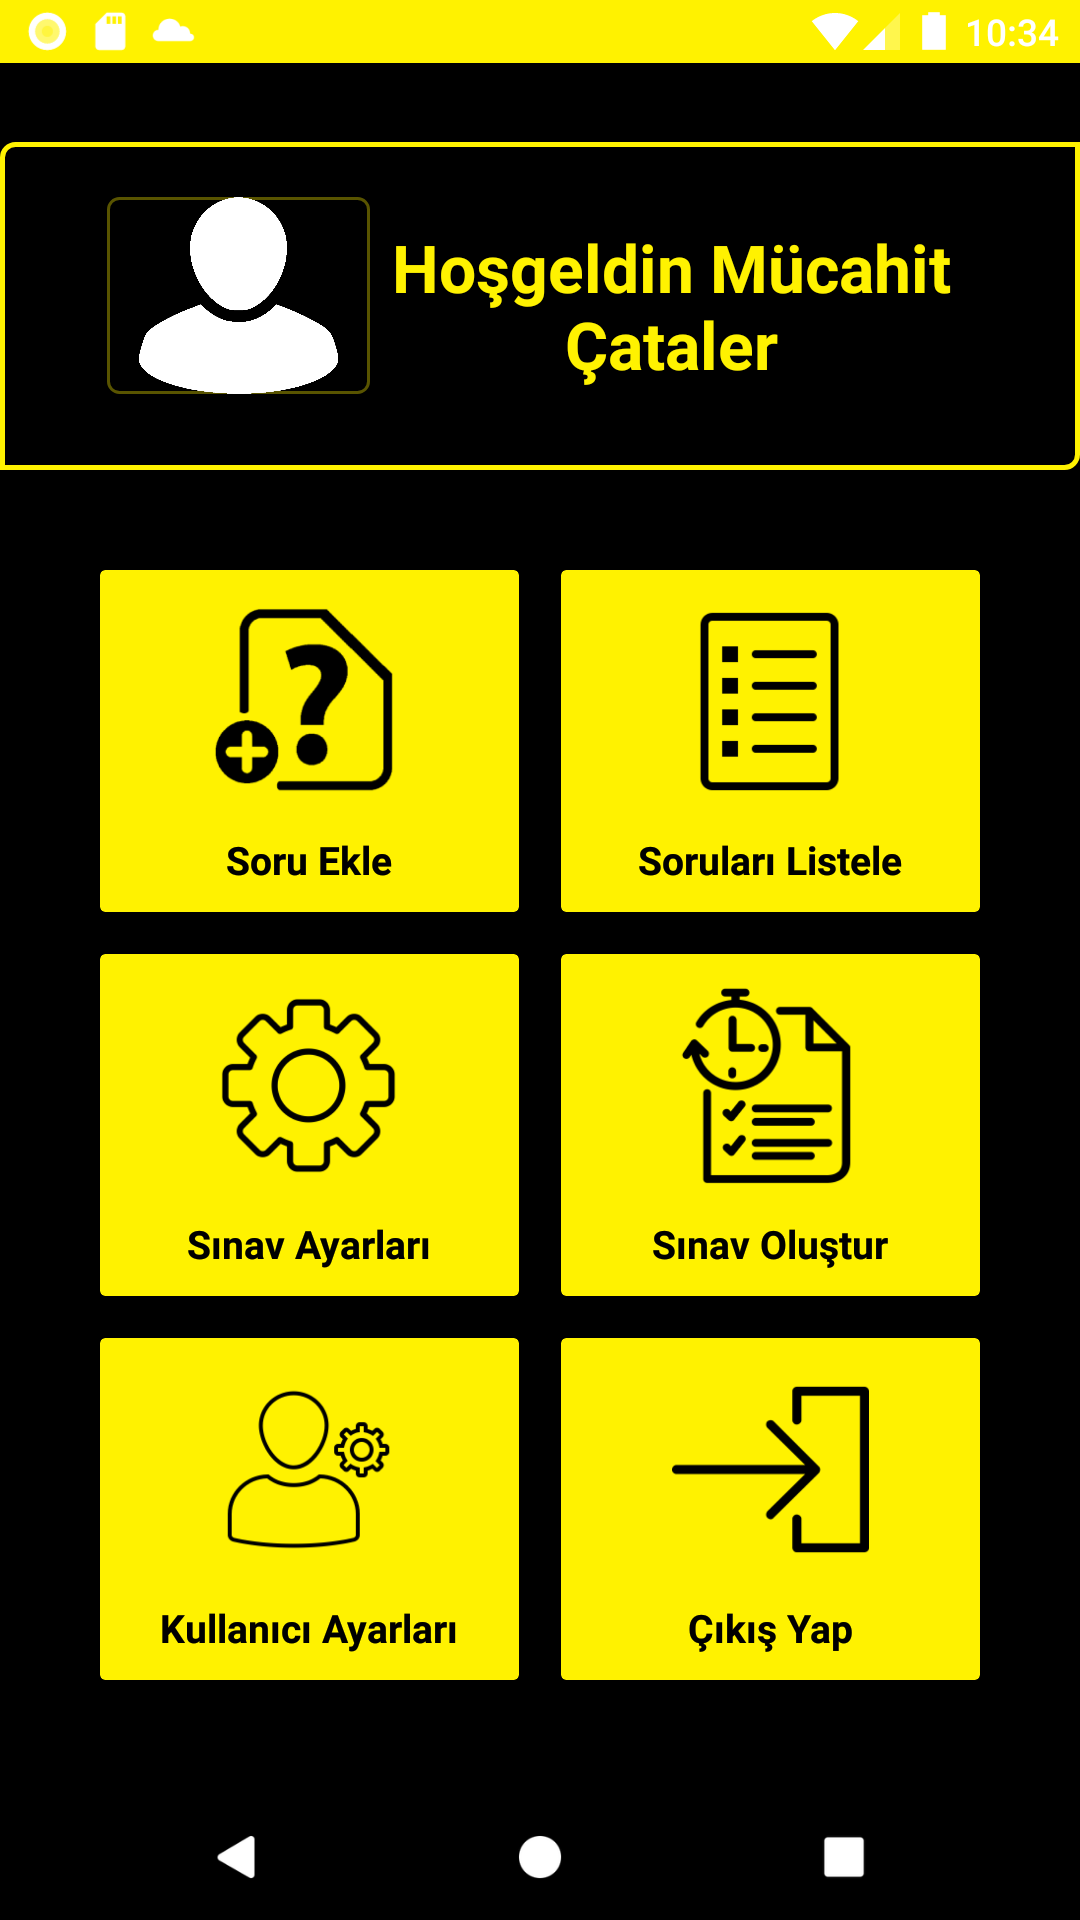 10:34
Hoşgeldin Mücahit
Çataler
Soru Ekle
Soruları Listele
Sınav Ayarları
Sınav Oluştur
Kullanıcı Ayarları
Çıkış Yap